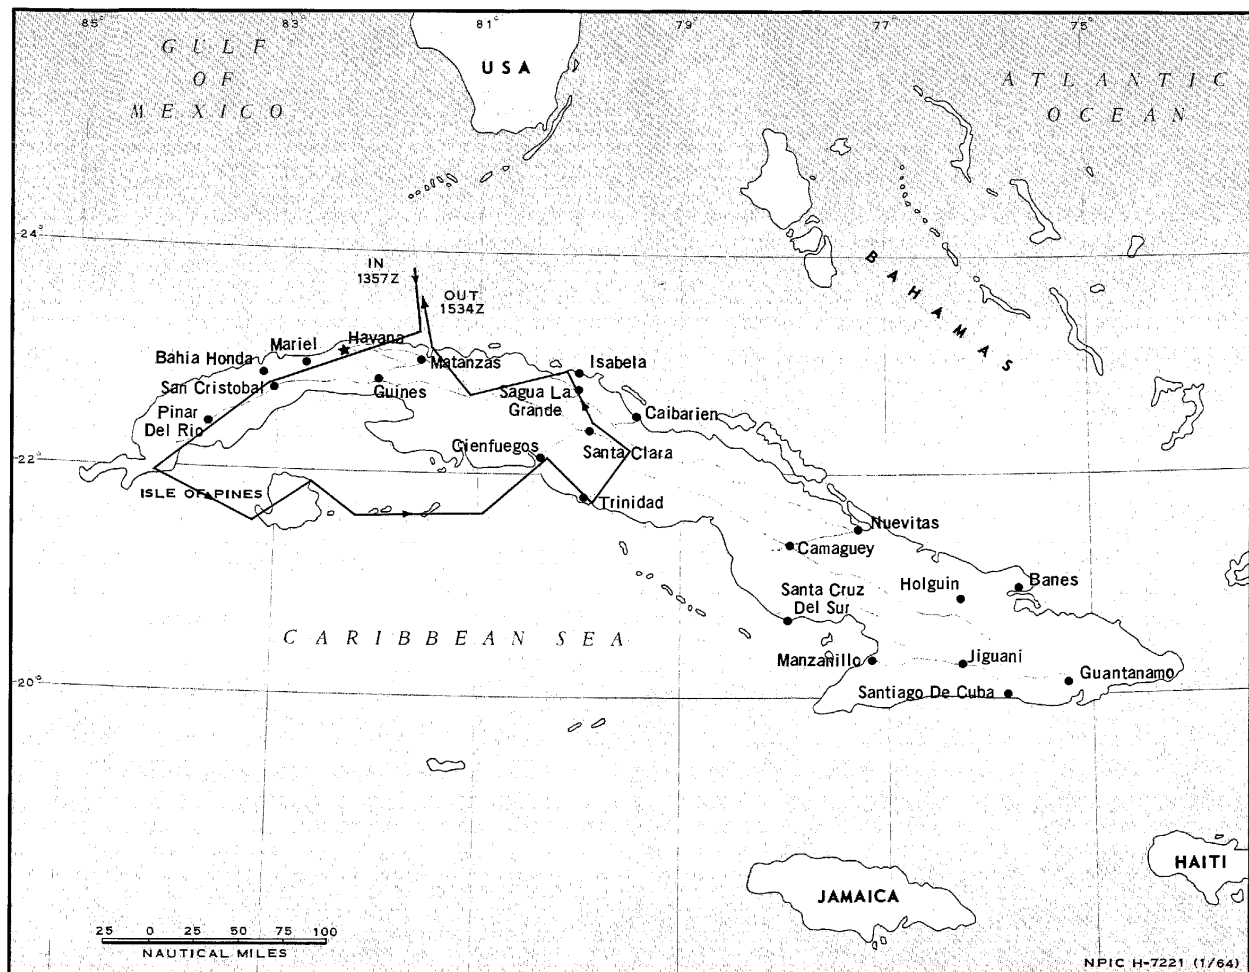 85°
83
81
79
77
75
GULF
OF
MEXICO
USA
ATLANTIC
OCEAN
24°
IN
1357Z
OUT
1534Z
BAHAMAS
Havana
Mariel
Bahia Honda
Matanzas
Isabela
San Cristobal
Guines
Sagua La
Grande
Caibarien
Pinar
Del Rio
Cienfuegos
Santa Clara
22°
ISLE OF PINES
Trinidad
Nuevitas
Camaguey
Holguin
Banes
Santa Cruz
Del Sur
CARIBBEAN SEA
Manzanillo
Jiguani
Guantanamo
20°
Santiago De Cuba
HAITI
JAMAICA
25 0 50 100
NAUTICAL MILES
NPIC H-7221 (1/64)